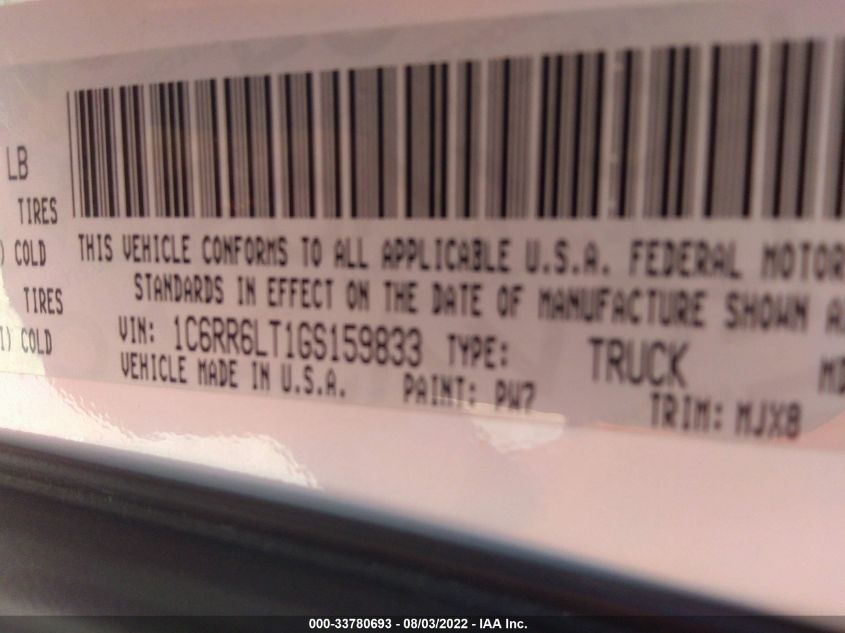 LB
TIRES
) COLD
TIRES
I) COLD
THIS VEHICLE CONFORMS TO ALL APPLICABLE U.S.A. FEDERAL MOTOR
STANDARDS IN EFFECT ON THE DATE OF MANUFACTURE SHOWN A
VIN: 1C6RR6LT1GS159833 TYPE: TRUCK MD
VEHICLE MADE IN U.S.A. PAINT: PW7 TRIM: MJX8
000-33780693 - 08/03/2022 - IAA Inc.